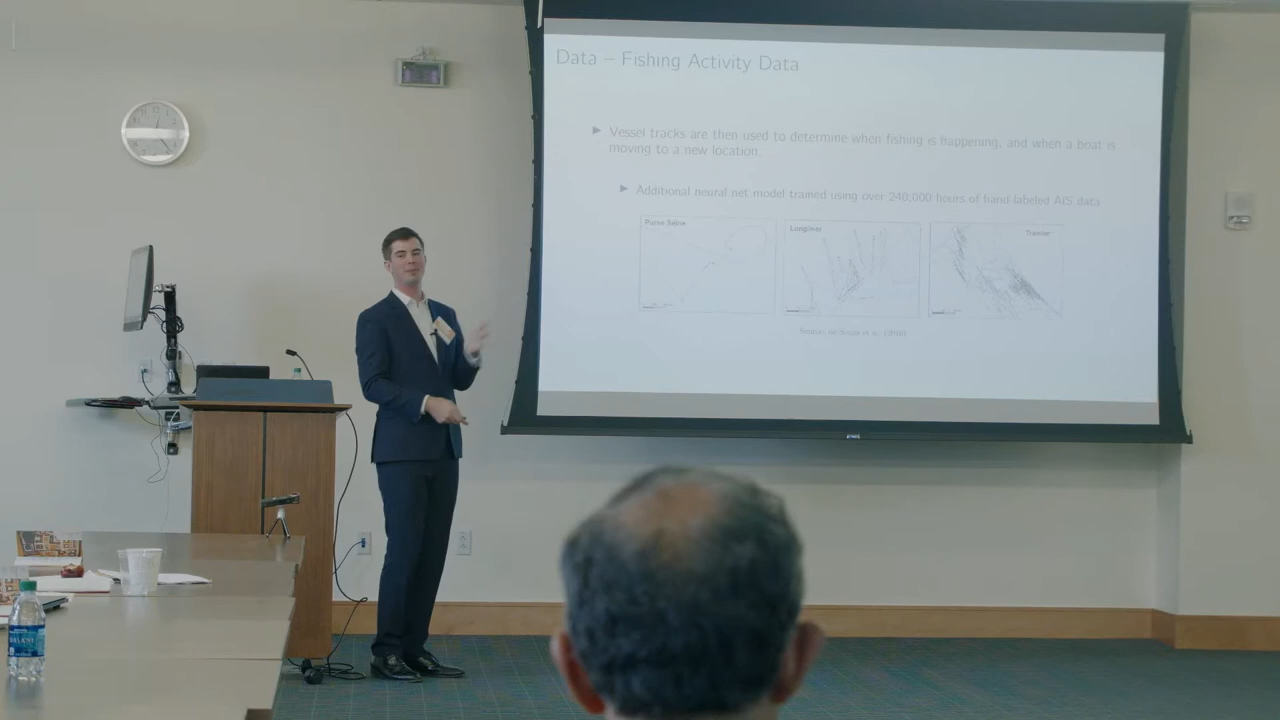 Data – Fishing Activity Data
▶ Vessel tracks are then used to determine when fishing is happening, and when a boat is
moving to a new location.
▶ Additional neural net model trained using over 240,000 hours of hand labeled AIS data
Purse Seine
Longliner
Trawler